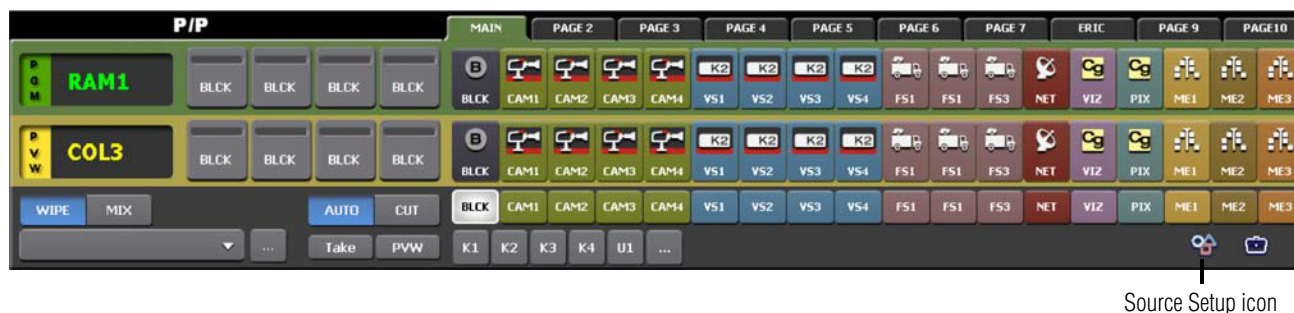 P/P MAIN PAGE 2 PAGE 3 PAGE 4 PAGE 5 PAGE 6 PAGE 7 ERIC PAGE 9 PAGE10
PGM RAM1 BLCK BLCK BLCK BLCK B K2 K2 K2 K2 Cg Cg
BLCK CAM1 CAM2 CAM3 CAM4 VS1 VS2 VS3 VS4 FS1 FS1 FS3 NET VIZ PIX ME1 ME2 ME3
PVW COL3 BLCK BLCK BLCK BLCK B K2 K2 K2 K2 Cg Cg
BLCK CAM1 CAM2 CAM3 CAM4 VS1 VS2 VS3 VS4 FS1 FS1 FS3 NET VIZ PIX ME1 ME2 ME3
WIPE MIX AUTO CUT BLCK CAM1 CAM2 CAM3 CAM4 VS1 VS2 VS3 VS4 FS1 FS1 FS3 NET VIZ PIX ME1 ME2 ME3
... Take PVW K1 K2 K3 K4 U1 ...
Source Setup icon